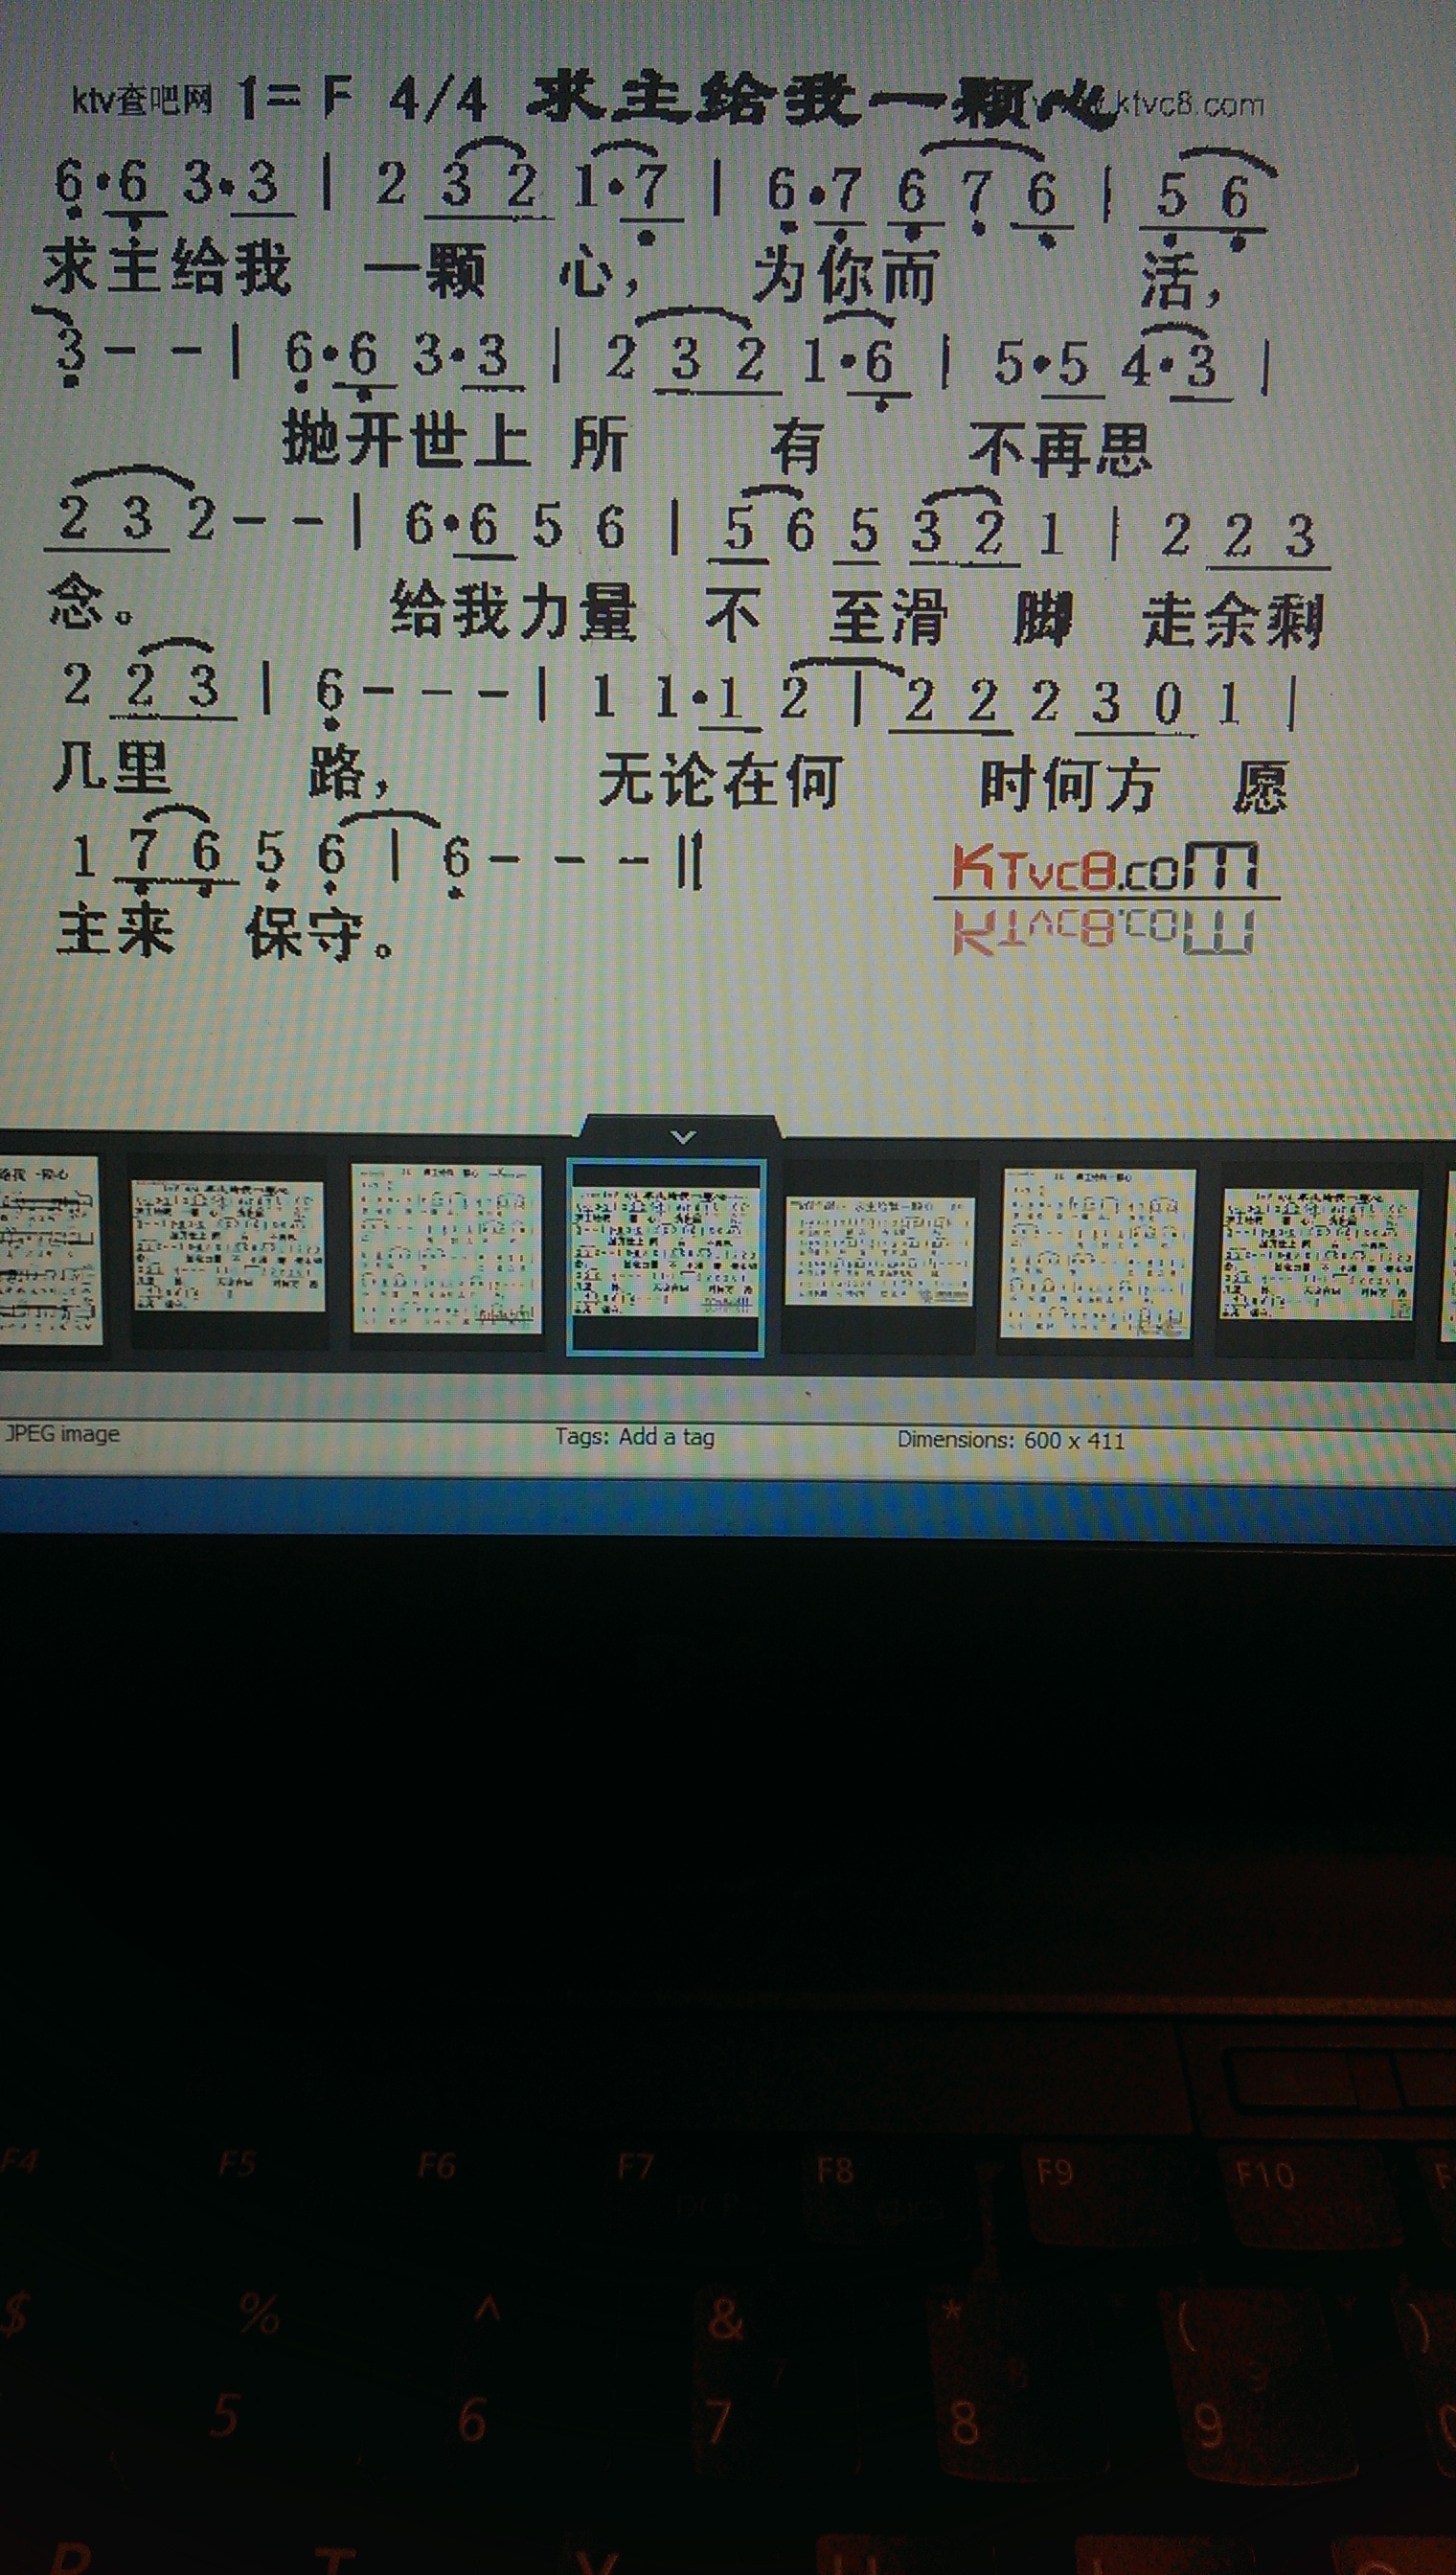 ktv查吧网 1= F 4/4 求主给我一颗心 ktvc8.com
6·6 3·3 | 2 3 2 1·7 | 6·7 6 7 6 | 5 6
求主给我 一颗 心， 为你而 活，
3 - - | 6·6 3·3 | 2 3 2 1·6 | 5·5 4·3 |
抛开世上 所 有 不再思
2 3 2 - - | 6·6 5 6 | 5 6 5 3 2 1 | 2 2 3
念。 给我力量 不 至滑 脚 走余剩
2 2 3 | 6 - - - | 1 1·1 2 | 2 2 2 3 0 1 |
几里 路， 无论在何 时何方 愿
1 7 6 5 6 | 6 - - - ‖
主来 保守。
KTvc8.com
JPEG image Tags: Add a tag Dimensions: 600 x 411
F4 F5 F6 F7 F8 F9 F10
$ % ^ & * ( )
5 6 7 8 9